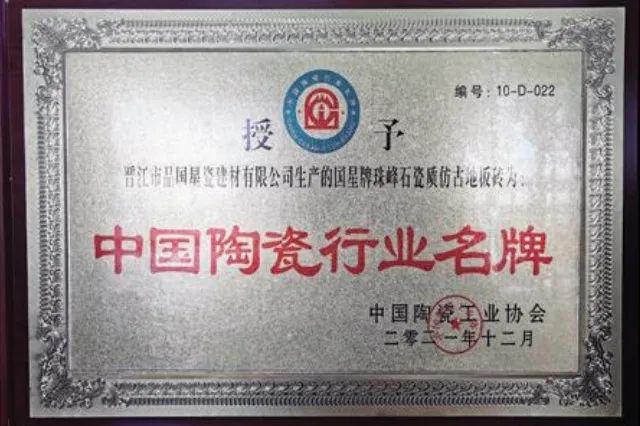 编号：10-D-022
授 予
晋江市品国星瓷建材有限公司生产的国星牌珠峰石瓷质仿古地板砖为：
中国陶瓷行业名牌
中国陶瓷工业协会
二零二一年十二月